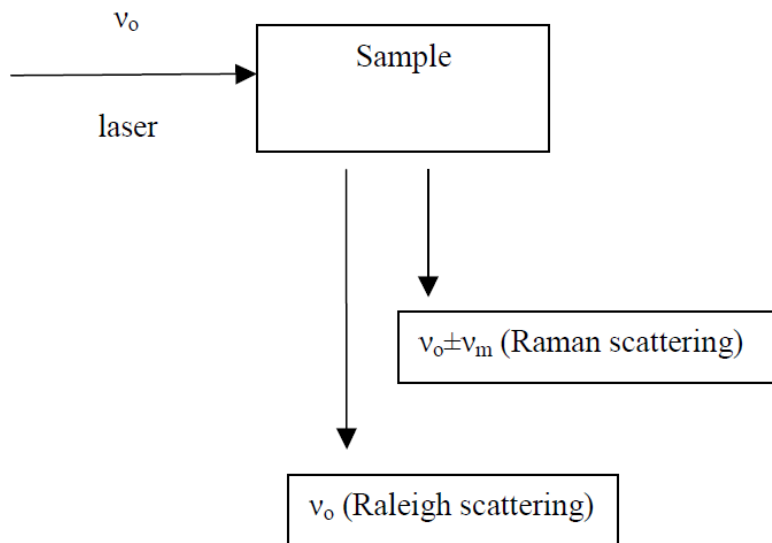 νₒ
Sample
laser
νₒ±νₘ (Raman scattering)
νₒ (Raleigh scattering)